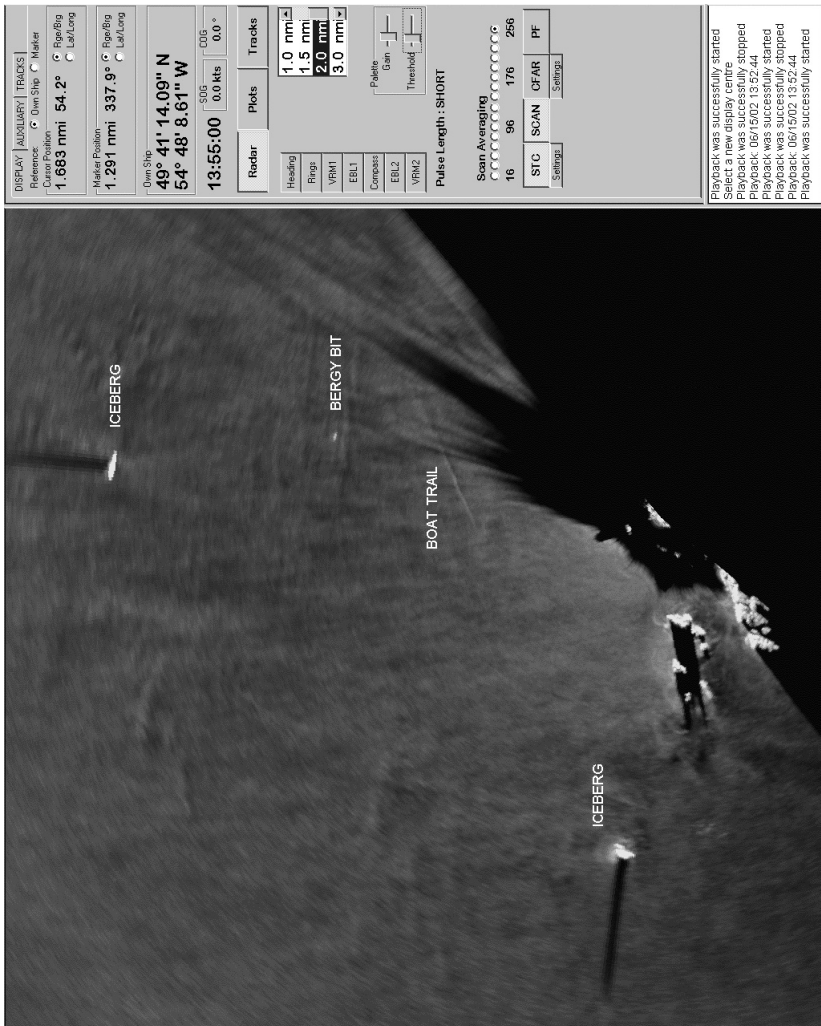 DISPLAY AUXILIARY TRACKS
Reference: Own Ship Marker
Cursor Position
1.683 nmi 54.2°
Rge/Brg
Lat/Long
Marker Position
1.291 nmi 337.9°
Rge/Brg
Lat/Long
Own Ship
49° 41' 14.09" N
54° 48' 8.61" W
13:55:00
SOG
0.0 kts
COG
0.0 °
Radar Plots Tracks
Heading
Rings
VRM1
EBL1
Compass
EBL2
VRM2
1.0 nmi
1.5 nmi
2.0 nmi
3.0 nmi
Palette
Gain
Threshold
Pulse Length : SHORT
Scan Averaging
16 96 176 256
STC SCAN CFAR PF
Settings Settings
Playback was successfully started
Select a new display centre
Playback was successfully stopped
Playback: 06/15/02 13:52:44
Playback was successfully started
Playback was successfully stopped
Playback: 06/15/02 13:52:44
Playback was successfully started
ICEBERG
BERGY BIT
BOAT TRAIL
ICEBERG